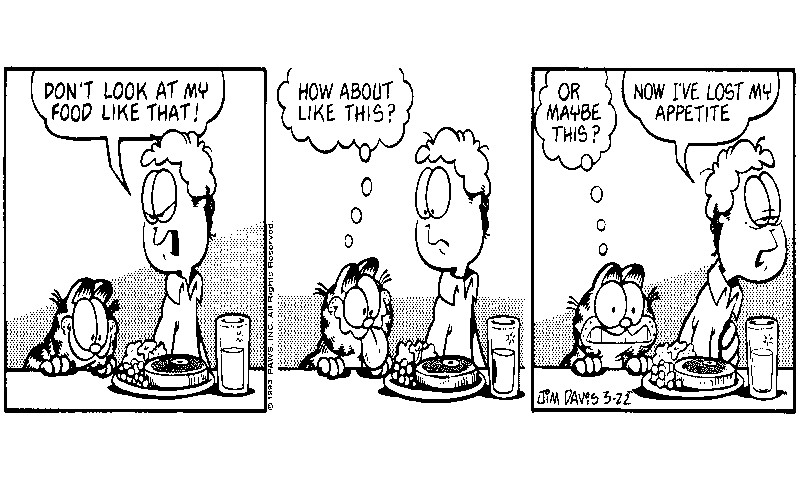 DON'T LOOK AT MY
FOOD LIKE THAT!
© 1993 PAWS, INC. All Rights Reserved.
HOW ABOUT
LIKE THIS?
OR
MAYBE
THIS?
NOW I'VE LOST MY
APPETITE
JIM DAVIS 3-22